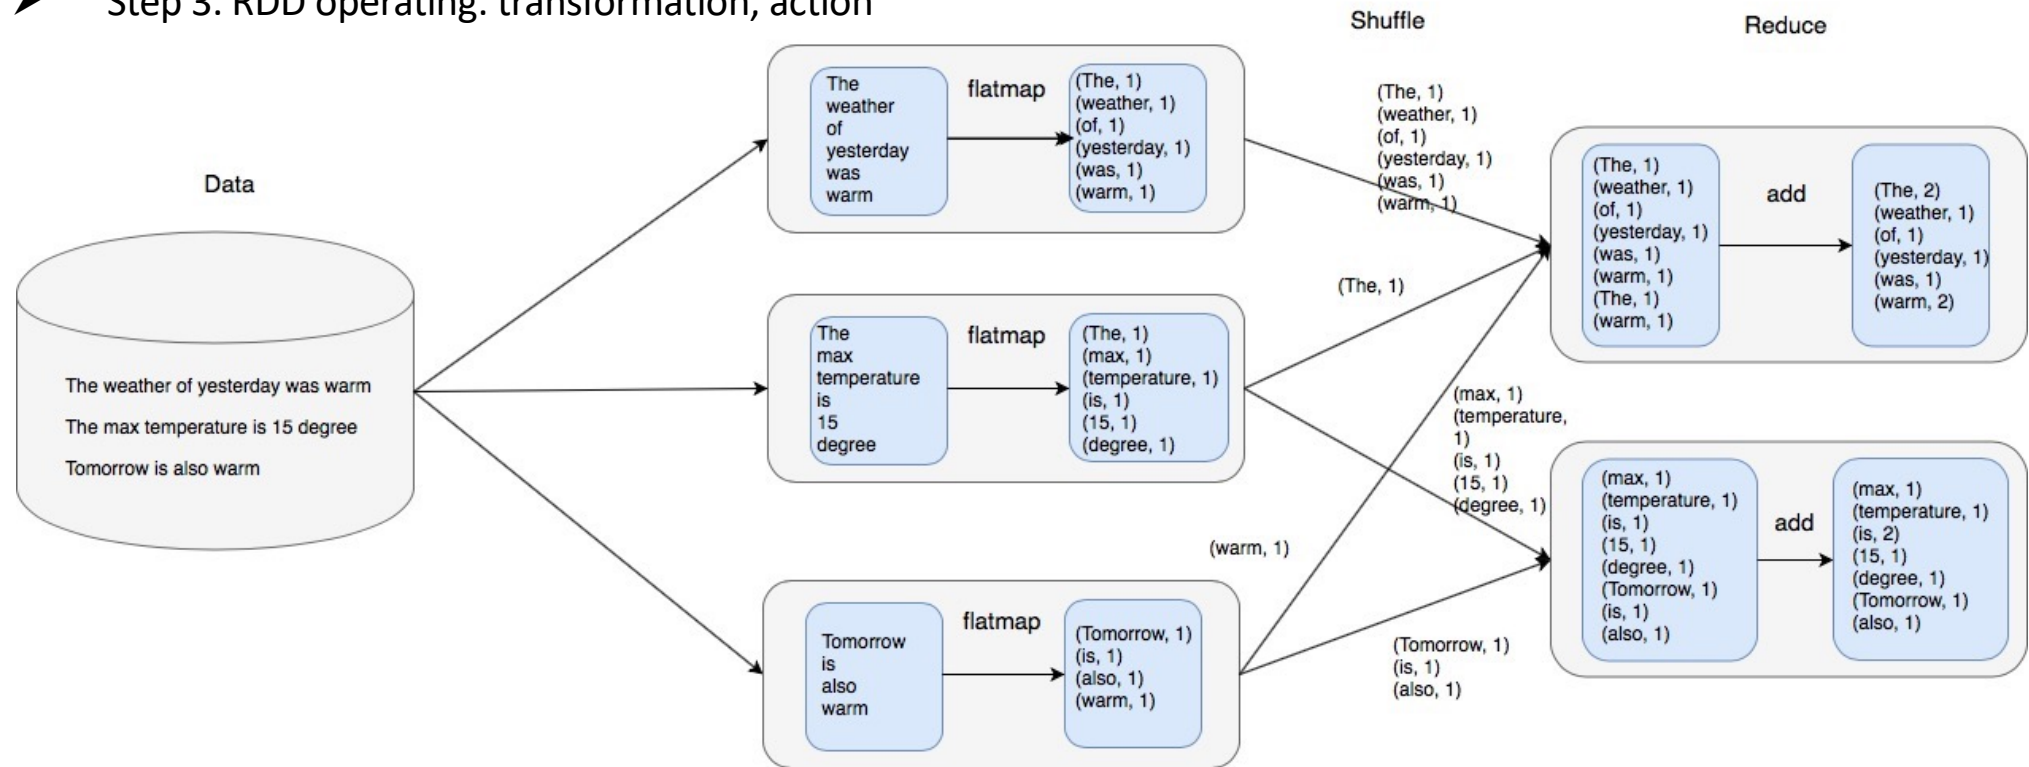 ➤ Step 3: RDD operating: transformation, action
Data
The weather of yesterday was warm
The max temperature is 15 degree
Tomorrow is also warm
The
weather
of
yesterday
was
warm
flatmap
(The, 1)
(weather, 1)
(of, 1)
(yesterday, 1)
(was, 1)
(warm, 1)
The
max
temperature
is
15
degree
flatmap
(The, 1)
(max, 1)
(temperature, 1)
(is, 1)
(15, 1)
(degree, 1)
Tomorrow
is
also
warm
flatmap
(Tomorrow, 1)
(is, 1)
(also, 1)
(warm, 1)
Shuffle
(The, 1)
(weather, 1)
(of, 1)
(yesterday, 1)
(was, 1)
(warm, 1)
(The, 1)
(max, 1)
(temperature,
1)
(is, 1)
(15, 1)
(degree, 1)
(warm, 1)
(Tomorrow, 1)
(is, 1)
(also, 1)
Reduce
(The, 1)
(weather, 1)
(of, 1)
(yesterday, 1)
(was, 1)
(warm, 1)
(The, 1)
(warm, 1)
add
(The, 2)
(weather, 1)
(of, 1)
(yesterday, 1)
(was, 1)
(warm, 2)
(max, 1)
(temperature, 1)
(is, 1)
(15, 1)
(degree, 1)
(Tomorrow, 1)
(is, 1)
(also, 1)
add
(max, 1)
(temperature, 1)
(is, 2)
(15, 1)
(degree, 1)
(Tomorrow, 1)
(also, 1)